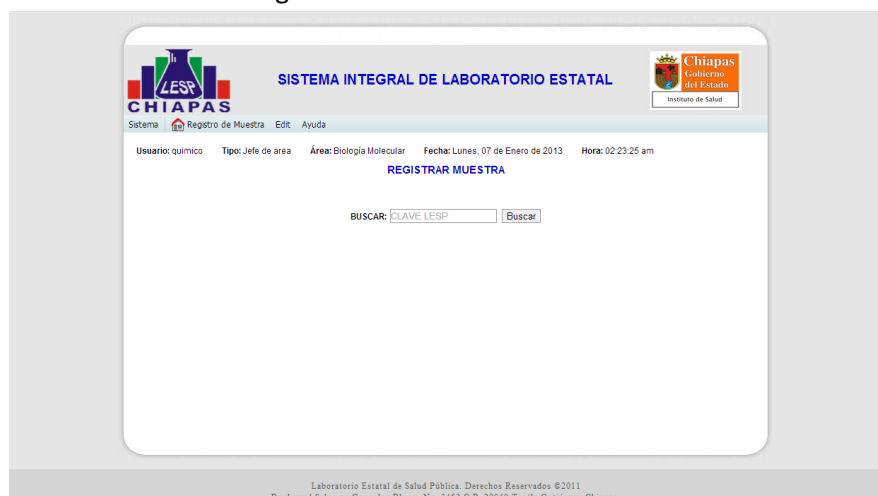 LESP
CHIAPAS
SISTEMA INTEGRAL DE LABORATORIO ESTATAL
Chiapas
Gobierno
del Estado
Instituto de Salud
Sistema Registro de Muestra Edit Ayuda
Usuario: quimico Tipo: Jefe de area Área: Biología Molecular Fecha: Lunes, 07 de Enero de 2013 Hora: 02:23:25 am
REGISTRAR MUESTRA
BUSCAR: CLAVE LESP Buscar
Laboratorio Estatal de Salud Pública. Derechos Reservados ©2011